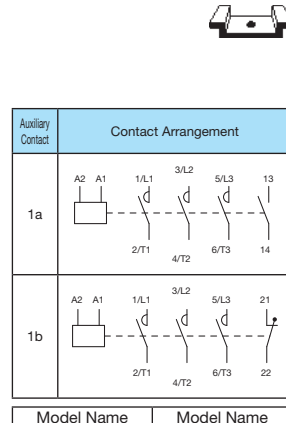 Auxiliary Contact
Contact Arrangement
1a
A2 A1 1/L1 3/L2 5/L3 13
2/T1 4/T2 6/T3 14
1b
A2 A1 1/L1 3/L2 5/L3 21
2/T1 4/T2 6/T3 22
Model Name Model Name